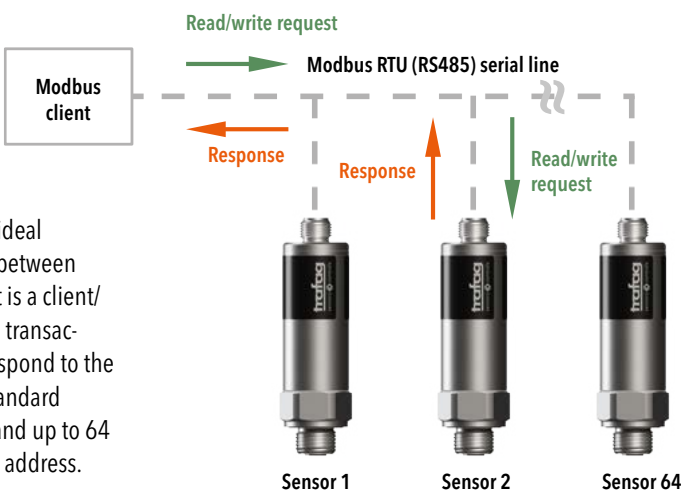 Read/write request
Modbus RTU (RS485) serial line
Modbus
client
Response
Response
Read/write
request
ideal
between
t is a client/
transac-
spond to the
andard
and up to 64
address.
trafag
trafag
trafag
Sensor 1
Sensor 2
Sensor 64